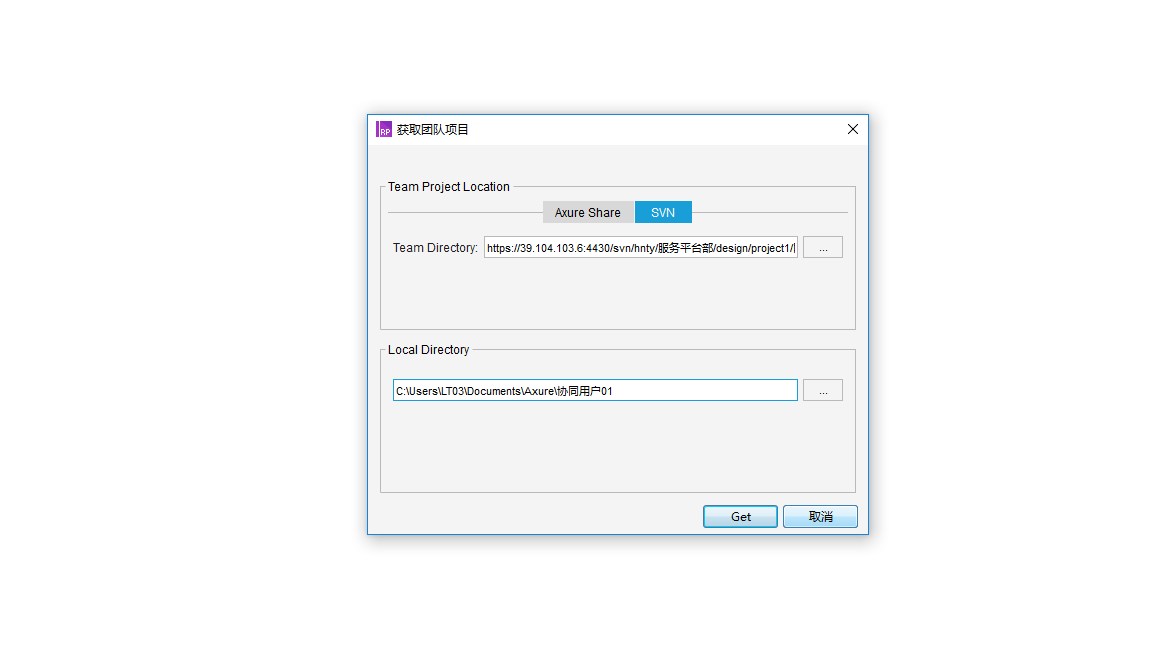 RP 获取团队项目
Team Project Location
Axure Share SVN
Team Directory: https://39.104.103.6:4430/svn/hnty/服务平台部/design/project1/ ...
Local Directory
C:\Users\LT03\Documents\Axure\协同用户01 ...
Get 取消